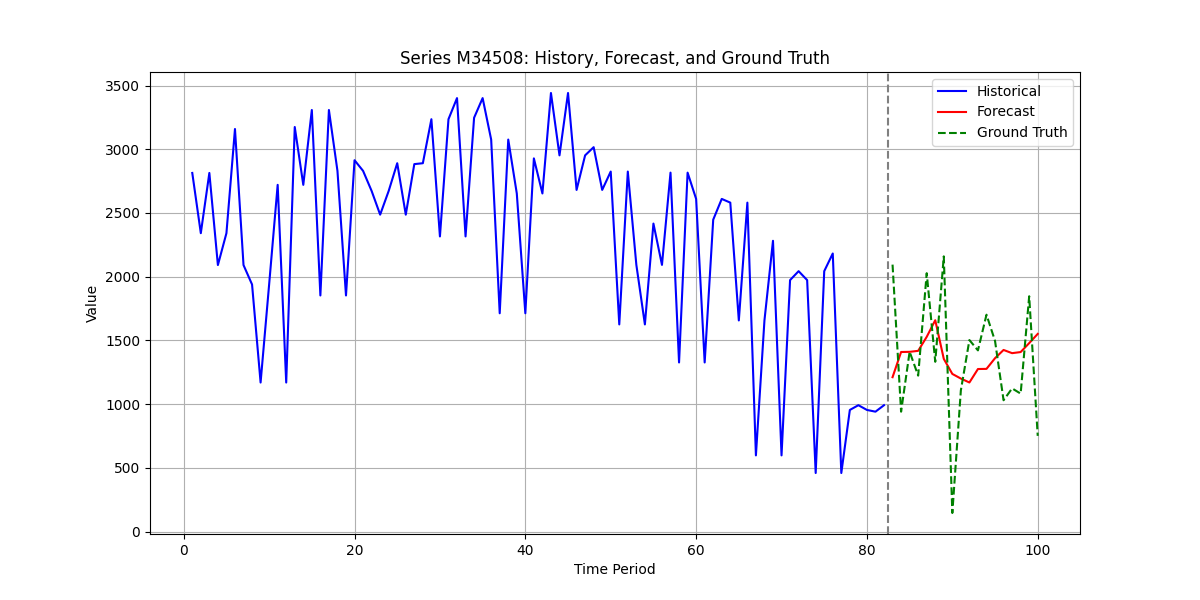 Series M34508: History, Forecast, and Ground Truth
3500
3000
2500
2000
1500
1000
500
0
Value
Historical
Forecast
Ground Truth
0
20
40
60
80
100
Time Period